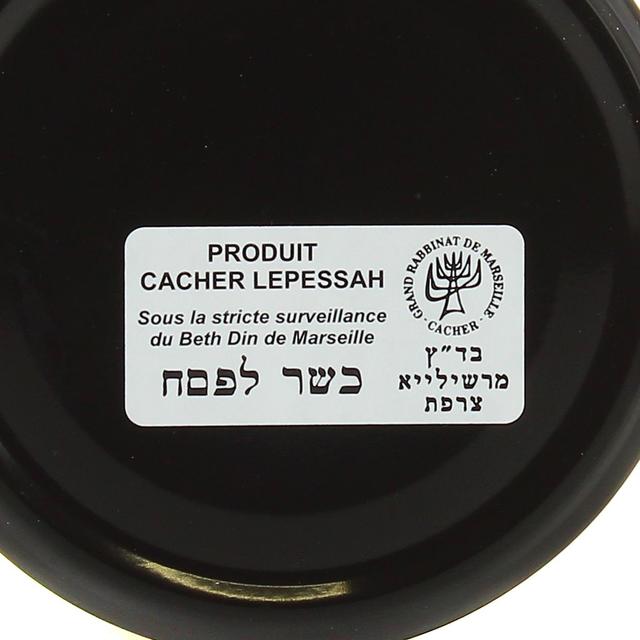 PRODUIT
CACHER LEPESSAH
Sous la stricte surveillance
du Beth Din de Marseille
כשר לפסח
GRAND RABBINAT DE MARSEILLE
- CACHER -
בד״ץ
מרשילייא
צרפת